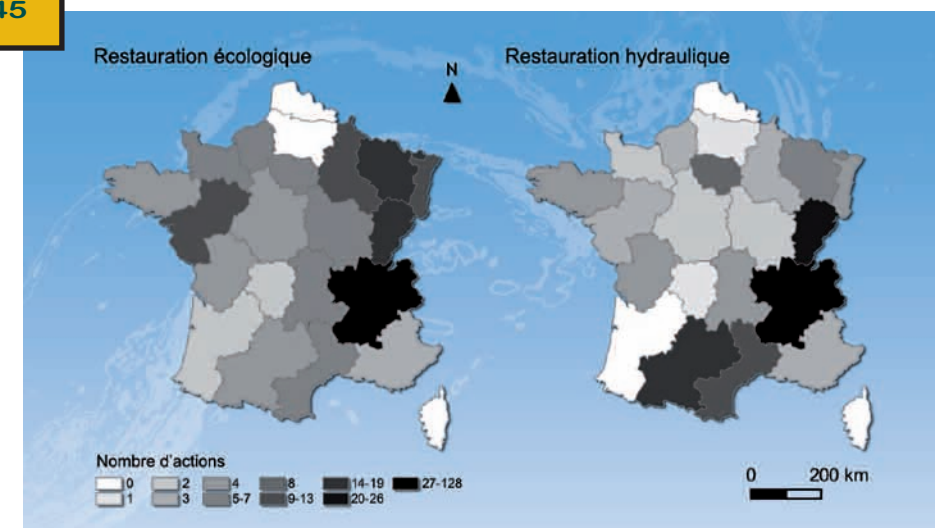 45
Restauration écologique
N
Restauration hydraulique
Nombre d'actions
0 2 4 8 14-19 27-128
1 3 5-7 9-13 20-26
0 200 km